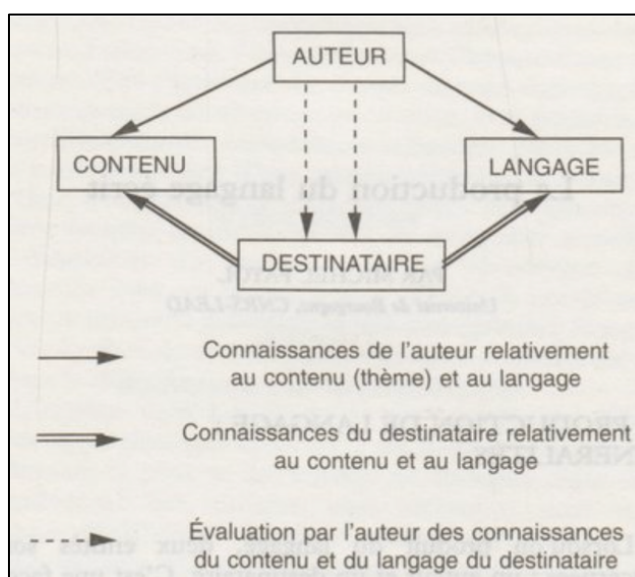 AUTEUR
CONTENU
LANGAGE
DESTINATAIRE
Connaissances de l'auteur relativement
au contenu (thème) et au langage
Connaissances du destinataire relativement
au contenu et au langage
Évaluation par l'auteur des connaissances
du contenu et du langage du destinataire